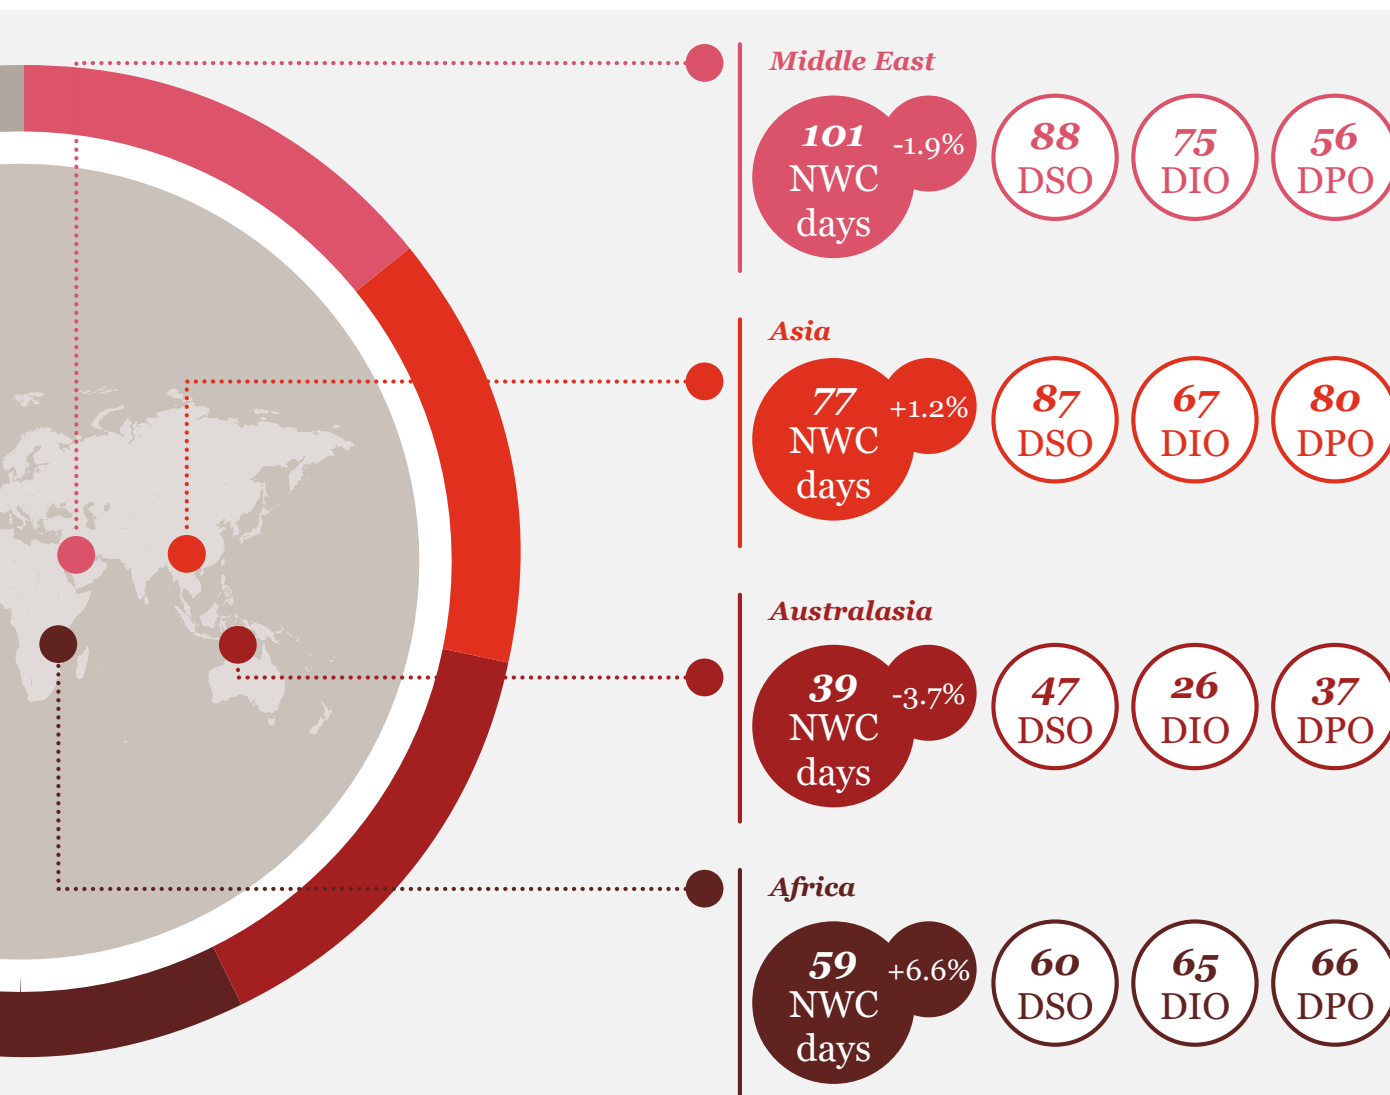 Middle East
101
NWC
days
-1.9%
88
DSO
75
DIO
56
DPO
Asia
77
NWC
days
+1.2%
87
DSO
67
DIO
80
DPO
Australasia
39
NWC
days
-3.7%
47
DSO
26
DIO
37
DPO
Africa
59
NWC
days
+6.6%
60
DSO
65
DIO
66
DPO